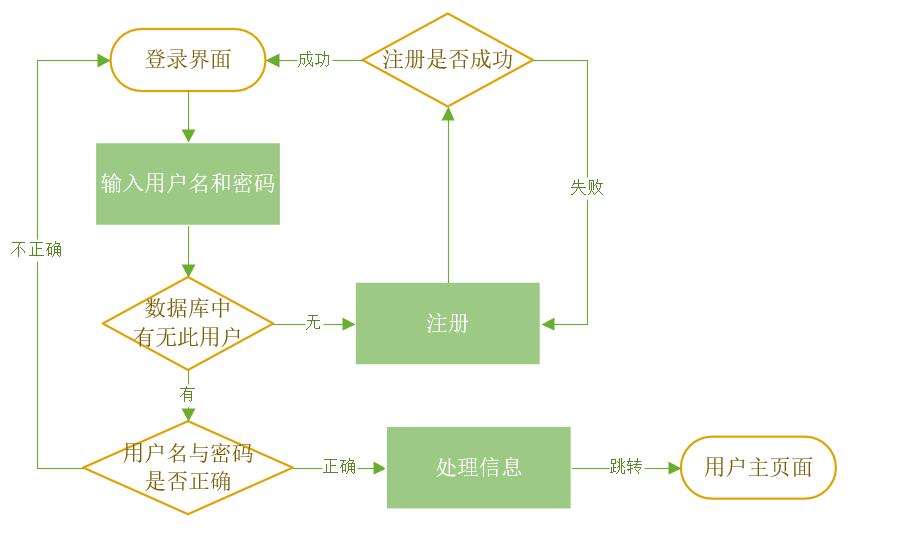 登录界面
成功
注册是否成功
输入用户名和密码
失败
不正确
数据库中
有无此用户
无
注册
有
用户名与密码
是否正确
正确
处理信息
跳转
用户主页面